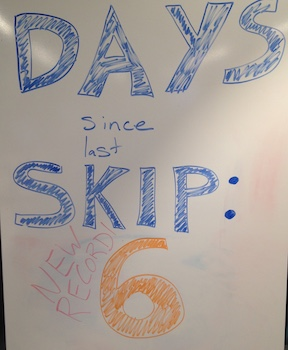 DAYS
since
last
SKIP:
NEW
RECORD!
6